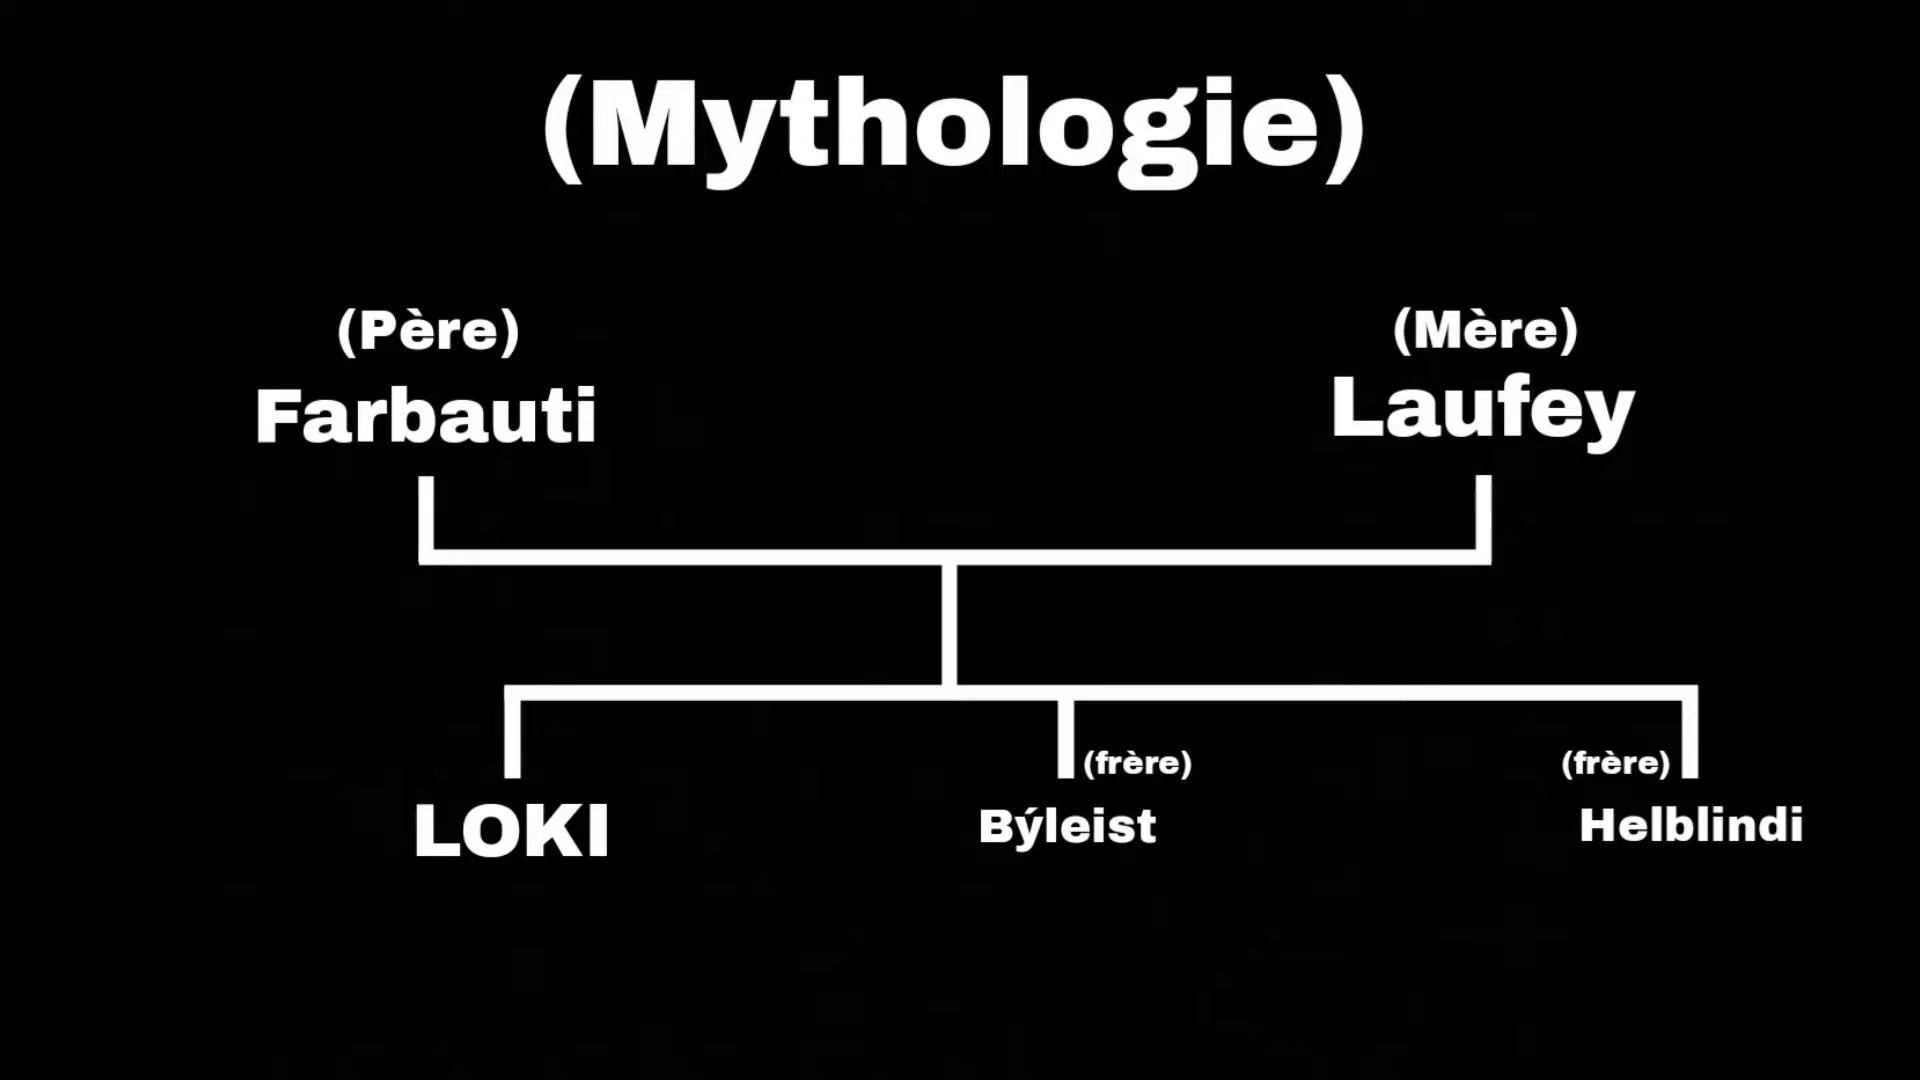 (Mythologie)
(Père)
Farbauti
(Mère)
Laufey
LOKI
(frère)
Býleist
(frère)
Helblindi